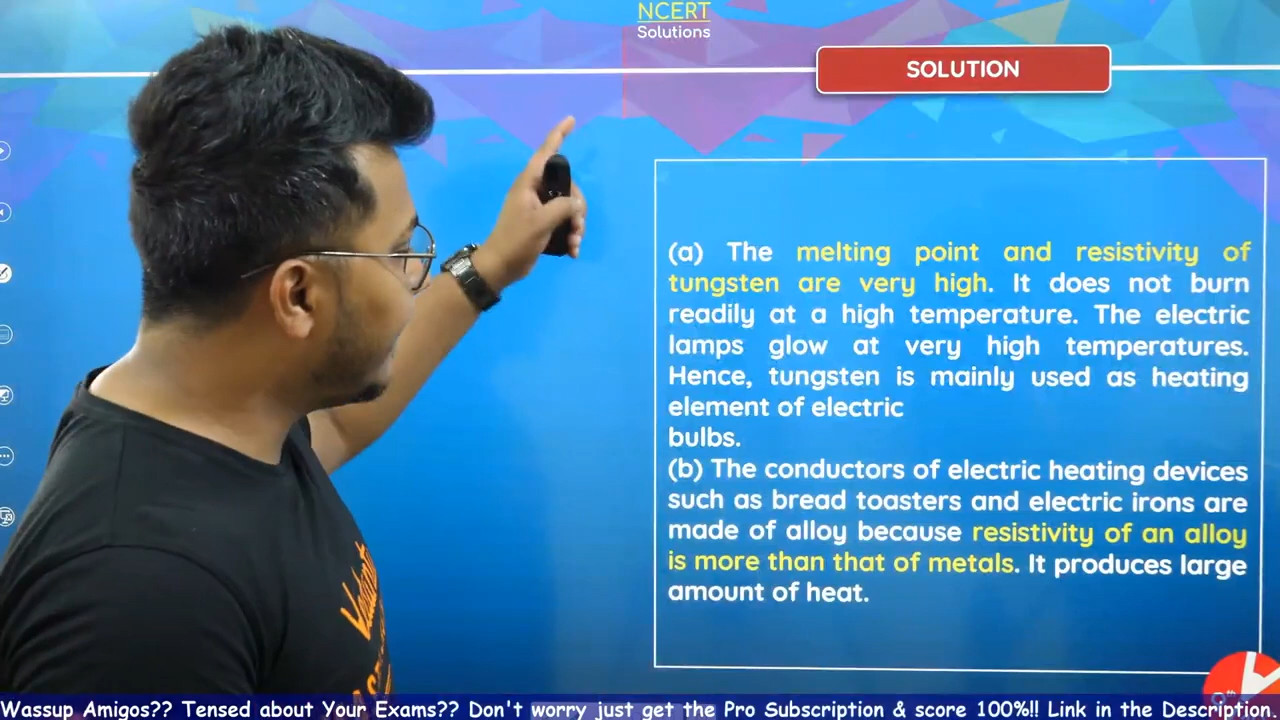 NCERT
Solutions
SOLUTION
(a) The melting point and resistivity of
tungsten are very high. It does not burn
readily at a high temperature. The electric
lamps glow at very high temperatures.
Hence, tungsten is mainly used as heating
element of electric
bulbs.
(b) The conductors of electric heating devices
such as bread toasters and electric irons are
made of alloy because resistivity of an alloy
is more than that of metals. It produces large
amount of heat.
Wassup Amigos?? Tensed about Your Exams?? Don't worry just get the Pro Subscription & score 100%!! Link in the Description